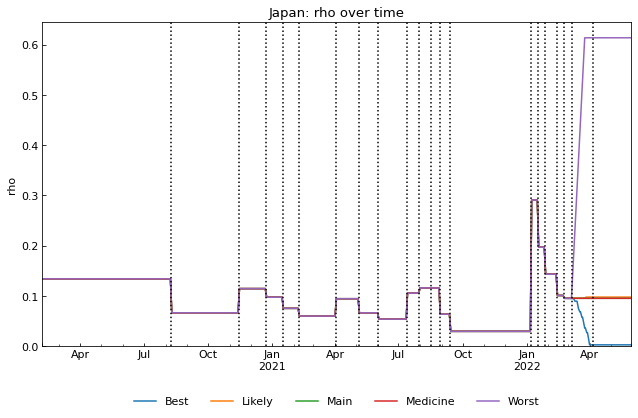 Japan: rho over time
rho
0.6
0.5
0.4
0.3
0.2
0.1
0.0
Apr Jul Oct Jan Apr Jul Oct Jan Apr
2021 2022
Best Likely Main Medicine Worst